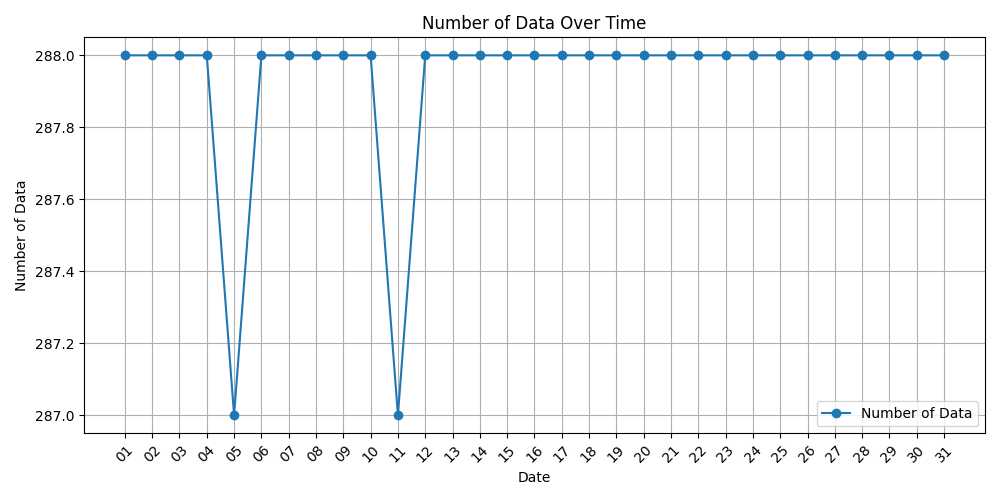 Number of Data Over Time
Number of Data
288.0
287.8
287.6
287.4
287.2
287.0
Number of Data
01 02 03 04 05 06 07 08 09 10 11 12 13 14 15 16 17 18 19 20 21 22 23 24 25 26 27 28 29 30 31
Date